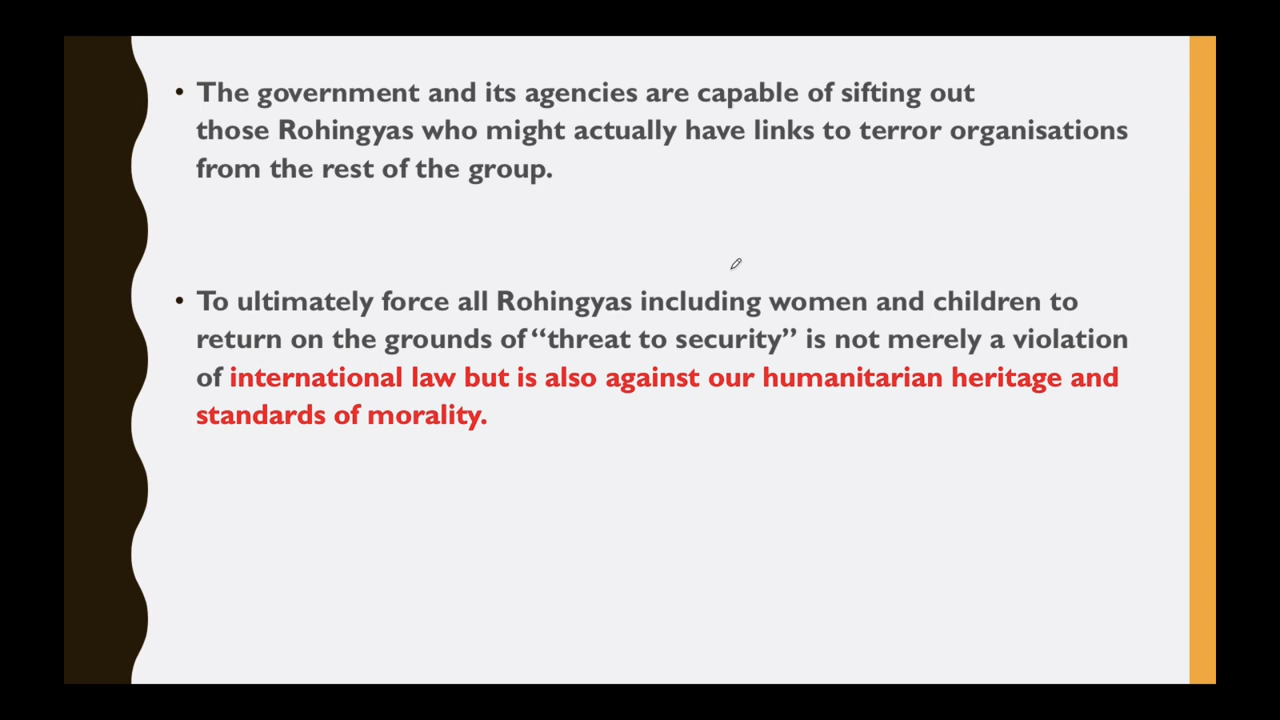 • The government and its agencies are capable of sifting out
those Rohingyas who might actually have links to terror organisations
from the rest of the group.
• To ultimately force all Rohingyas including women and children to
return on the grounds of “threat to security” is not merely a violation
of international law but is also against our humanitarian heritage and
standards of morality.